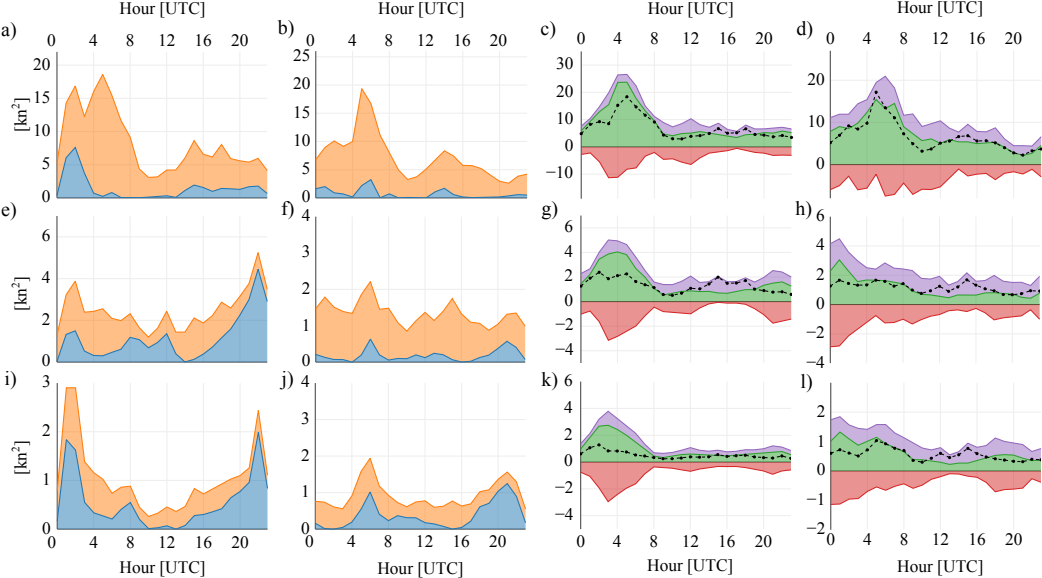 Hour [UTC] Hour [UTC] Hour [UTC] Hour [UTC]
a) 0 4 8 12 16 20 b) 0 4 8 12 16 20 c) 0 4 8 12 16 20 d) 0 4 8 12 16 20
[kn²] 20 15 10 5 0
25 20 15 10 5 0
30 20 10 0 −10
20 10 0
e) f) g) h)
[kn²] 6 4 2 0
4 3 2 1 0
6 4 2 0 −2 −4
6 4 2 0 −2 −4
i) j) k) l)
[kn²] 3 2 1 0
4 3 2 1 0
6 4 2 0 −2 −4
2 1 0 −1 −2
0 4 8 12 16 20 0 4 8 12 16 20 0 4 8 12 16 20 0 4 8 12 16 20
Hour [UTC] Hour [UTC] Hour [UTC] Hour [UTC]